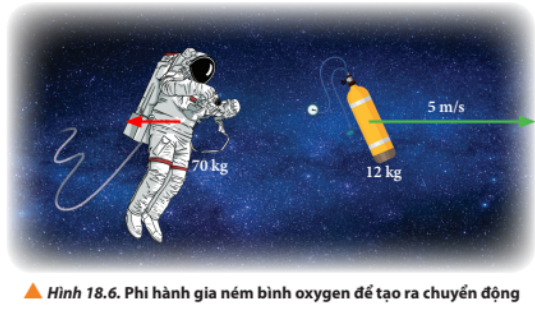 5 m/s
70 kg
12 kg
Hình 18.6. Phi hành gia ném bình oxygen để tạo ra chuyển động